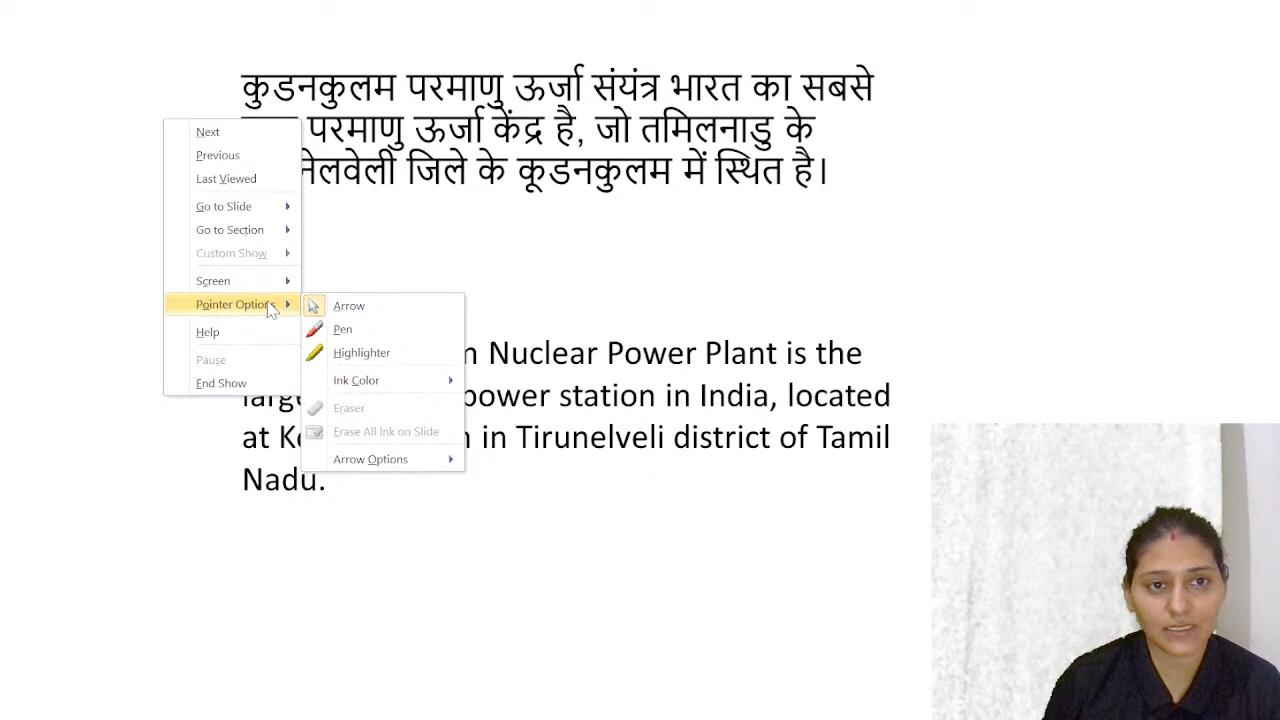 कुडनकुलम परमाणु ऊर्जा संयंत्र भारत का सबसे
परमाणु ऊर्जा केंद्र है, जो तमिलनाडु के
जिले के कूडनकुलम में स्थित है।
Next
Previous
Last Viewed
Go to Slide
Go to Section
Custom Show
Screen
Pointer Options
Help
Pause
End Show
Arrow
Pen
Highlighter
Ink Color
Eraser
Erase All Ink on Slide
Arrow Options
Nuclear Power Plant is the
power station in India, located
at in Tirunelveli district of Tamil
Nadu.